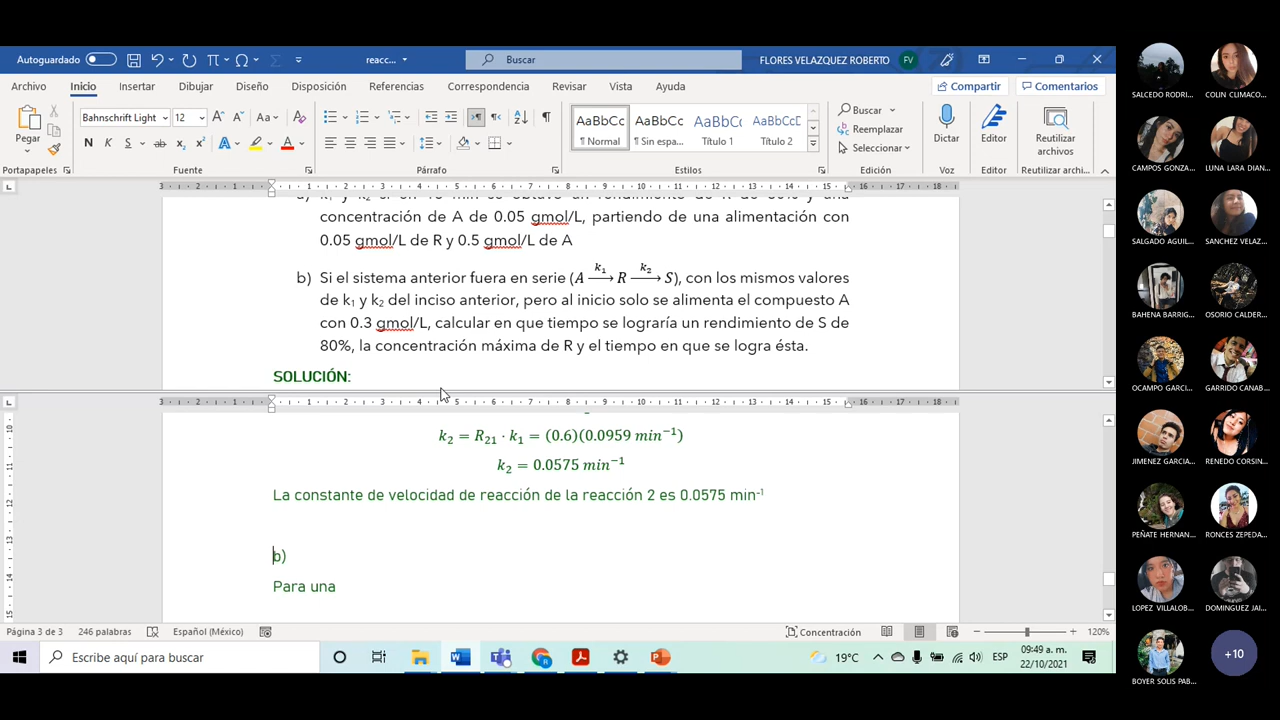 Autoguardado
reacc...
Buscar
FLORES VELAZQUEZ ROBERTO
FV
Archivo Inicio Insertar Dibujar Diseño Disposición Referencias Correspondencia Revisar Vista Ayuda
Compartir Comentarios
Bahnschrift Light 12
Pegar
N K S
AaBbCc AaBbCc AaBbCc AaBbCcD
¶ Normal ¶ Sin espa... Título 1 Título 2
Buscar
Reemplazar
Seleccionar
Dictar Editor Reutilizar archivos
Portapapeles Fuente Párrafo Estilos Edición Voz Editor Reutilizar archi...
concentración de A de 0.05 gmol/L, partiendo de una alimentación con
0.05 gmol/L de R y 0.5 gmol/L de A
b) Si el sistema anterior fuera en serie (A –k₁→ R –k₂→ S), con los mismos valores
de k₁ y k₂ del inciso anterior, pero al inicio solo se alimenta el compuesto A
con 0.3 gmol/L, calcular en que tiempo se lograría un rendimiento de S de
80%, la concentración máxima de R y el tiempo en que se logra ésta.
SOLUCIÓN:
k₂ = R₂₁ · k₁ = (0.6)(0.0959 min⁻¹)
k₂ = 0.0575 min⁻¹
La constante de velocidad de reacción de la reacción 2 es 0.0575 min⁻¹
b)
Para una
Página 3 de 3 246 palabras Español (México) Concentración 120%
Escribe aquí para buscar
19°C ESP
09:49 a. m.
22/10/2021
SALCEDO RODRI... COLIN CLIMACO...
CAMPOS GONZA... LUNA LARA DIAN...
SALGADO AGUIL... SANCHEZ VELAZ...
BAHENA BARRIG... OSORIO CALDER...
OCAMPO GARCI... GARRIDO CANAB...
JIMENEZ GARCIA... RENEDO CORSIN...
PEÑATE HERNAN... RONCES ZEPEDA...
LOPEZ VILLALOB... DOMINGUEZ JAI...
BOYER SOLIS PAB... +10